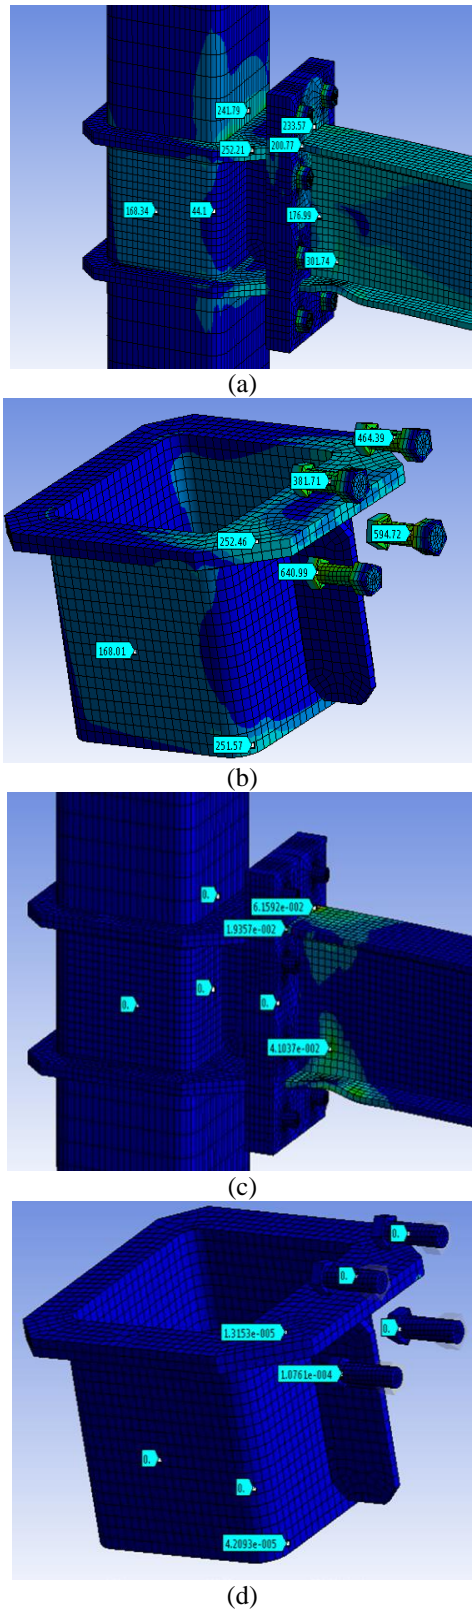 241.79
233.57
252.21
200.77
168.34
44.1
176.99
301.74
(a)
464.39
381.71
594.72
252.46
640.99
168.01
251.57
(b)
0.
6.1592e-002
1.9357e-002
0.
0.
0.
4.1037e-002
(c)
0.
0.
0.
1.3153e-005
1.0761e-004
0.
0.
4.2093e-005
(d)